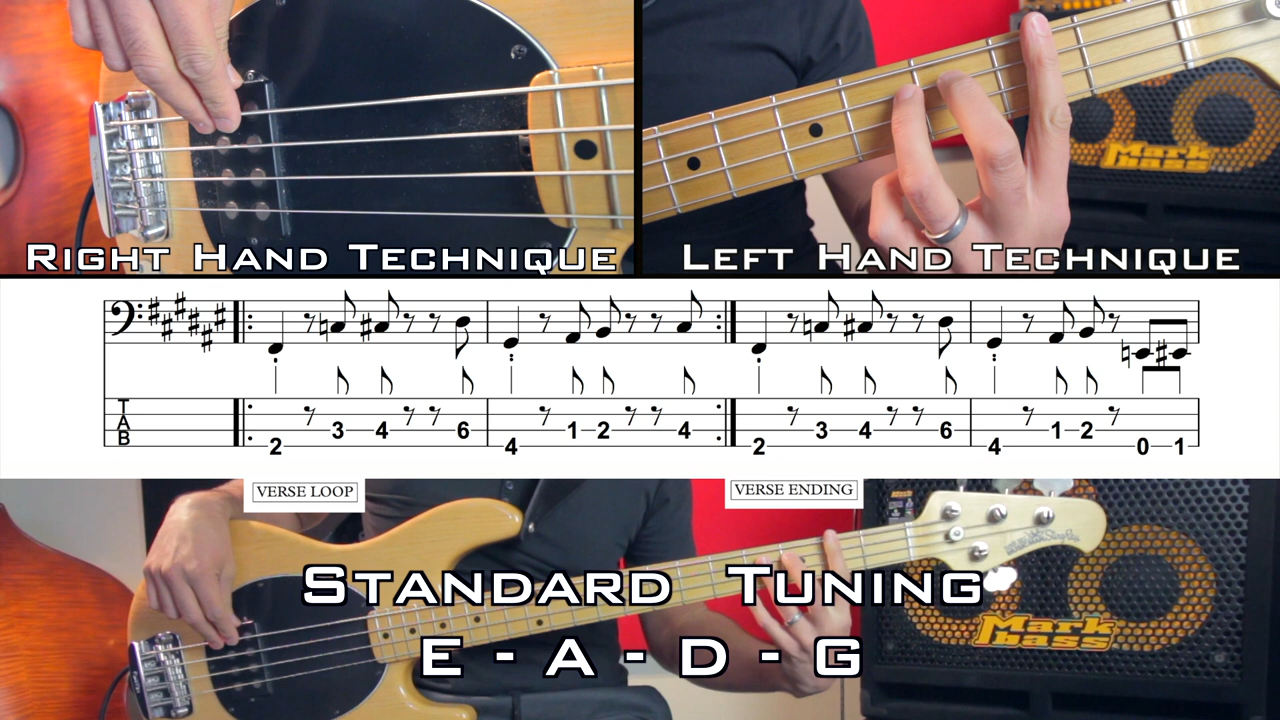 RIGHT HAND TECHNIQUE
LEFT HAND TECHNIQUE
Mark
bass
T
A
B
2 3 4 6 4 1 2 4 2 3 4 6 4 1 2 0 1
VERSE LOOP
VERSE ENDING
STANDARD TUNING
E - A - D - G
Mark
bass